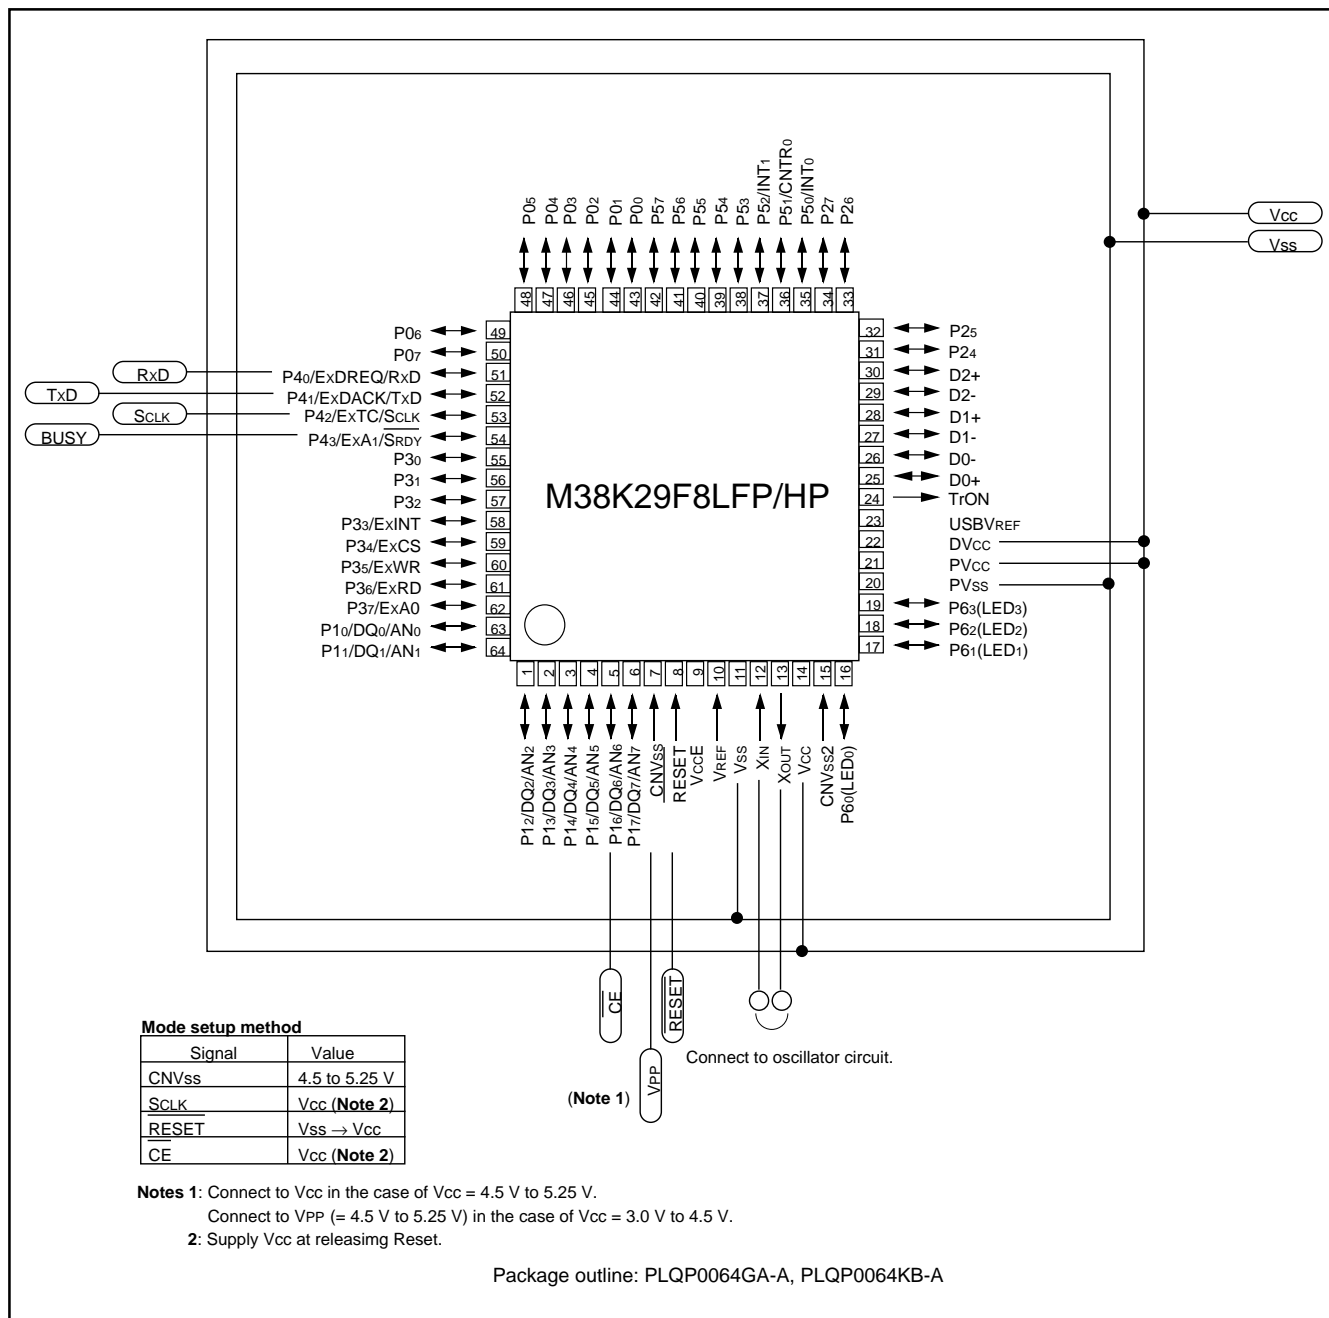 P05
P04
P03
P02
P01
P00
P57
P56
P55
P54
P53
P52/INT1
P51/CNTR0
P50/INT0
P27
P26
Vcc
Vss
48
47
46
45
44
43
42
41
40
39
38
37
36
35
34
33
P06 49
P07 50
RxD P40/ExDREQ/RxD 51
TxD P41/ExDACK/TxD 52
SCLK P42/ExTC/SCLK 53
BUSY P43/ExA1/SRDY 54
P30 55
P31 56
P32 57
P33/ExINT 58
P34/ExCS 59
P35/ExWR 60
P36/ExRD 61
P37/ExA0 62
P10/DQ0/AN0 63
P11/DQ1/AN1 64
M38K29F8LFP/HP
32 P25
31 P24
30 D2+
29 D2-
28 D1+
27 D1-
26 D0-
25 D0+
24 TrON
23 USBVREF
22 DVcc
21 PVcc
20 PVss
19 P63(LED3)
18 P62(LED2)
17 P61(LED1)
1
2
3
4
5
6
7
8
9
10
11
12
13
14
15
16
P12/DQ2/AN2
P13/DQ3/AN3
P14/DQ4/AN4
P15/DQ5/AN5
P16/DQ6/AN6
P17/DQ7/AN7
CNVss
RESET
VccE
VREF
Vss
XIN
XOUT
Vcc
CNVss2
P60(LED0)
CE
RESET
Connect to oscillator circuit.
(Note 1) VPP
Mode setup method
Signal Value
CNVss 4.5 to 5.25 V
SCLK Vcc (Note 2)
RESET Vss → Vcc
CE Vcc (Note 2)
Notes 1: Connect to Vcc in the case of Vcc = 4.5 V to 5.25 V.
Connect to VPP (= 4.5 V to 5.25 V) in the case of Vcc = 3.0 V to 4.5 V.
2: Supply Vcc at releasimg Reset.
Package outline: PLQP0064GA-A, PLQP0064KB-A